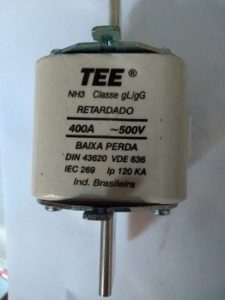 TEE ®
NH3 Classe gL/gG
RETARDADO
400A ~500V
BAIXA PERDA
DIN 43620 VDE 636
IEC 269 Ip 120 KA
Ind. Brasileira